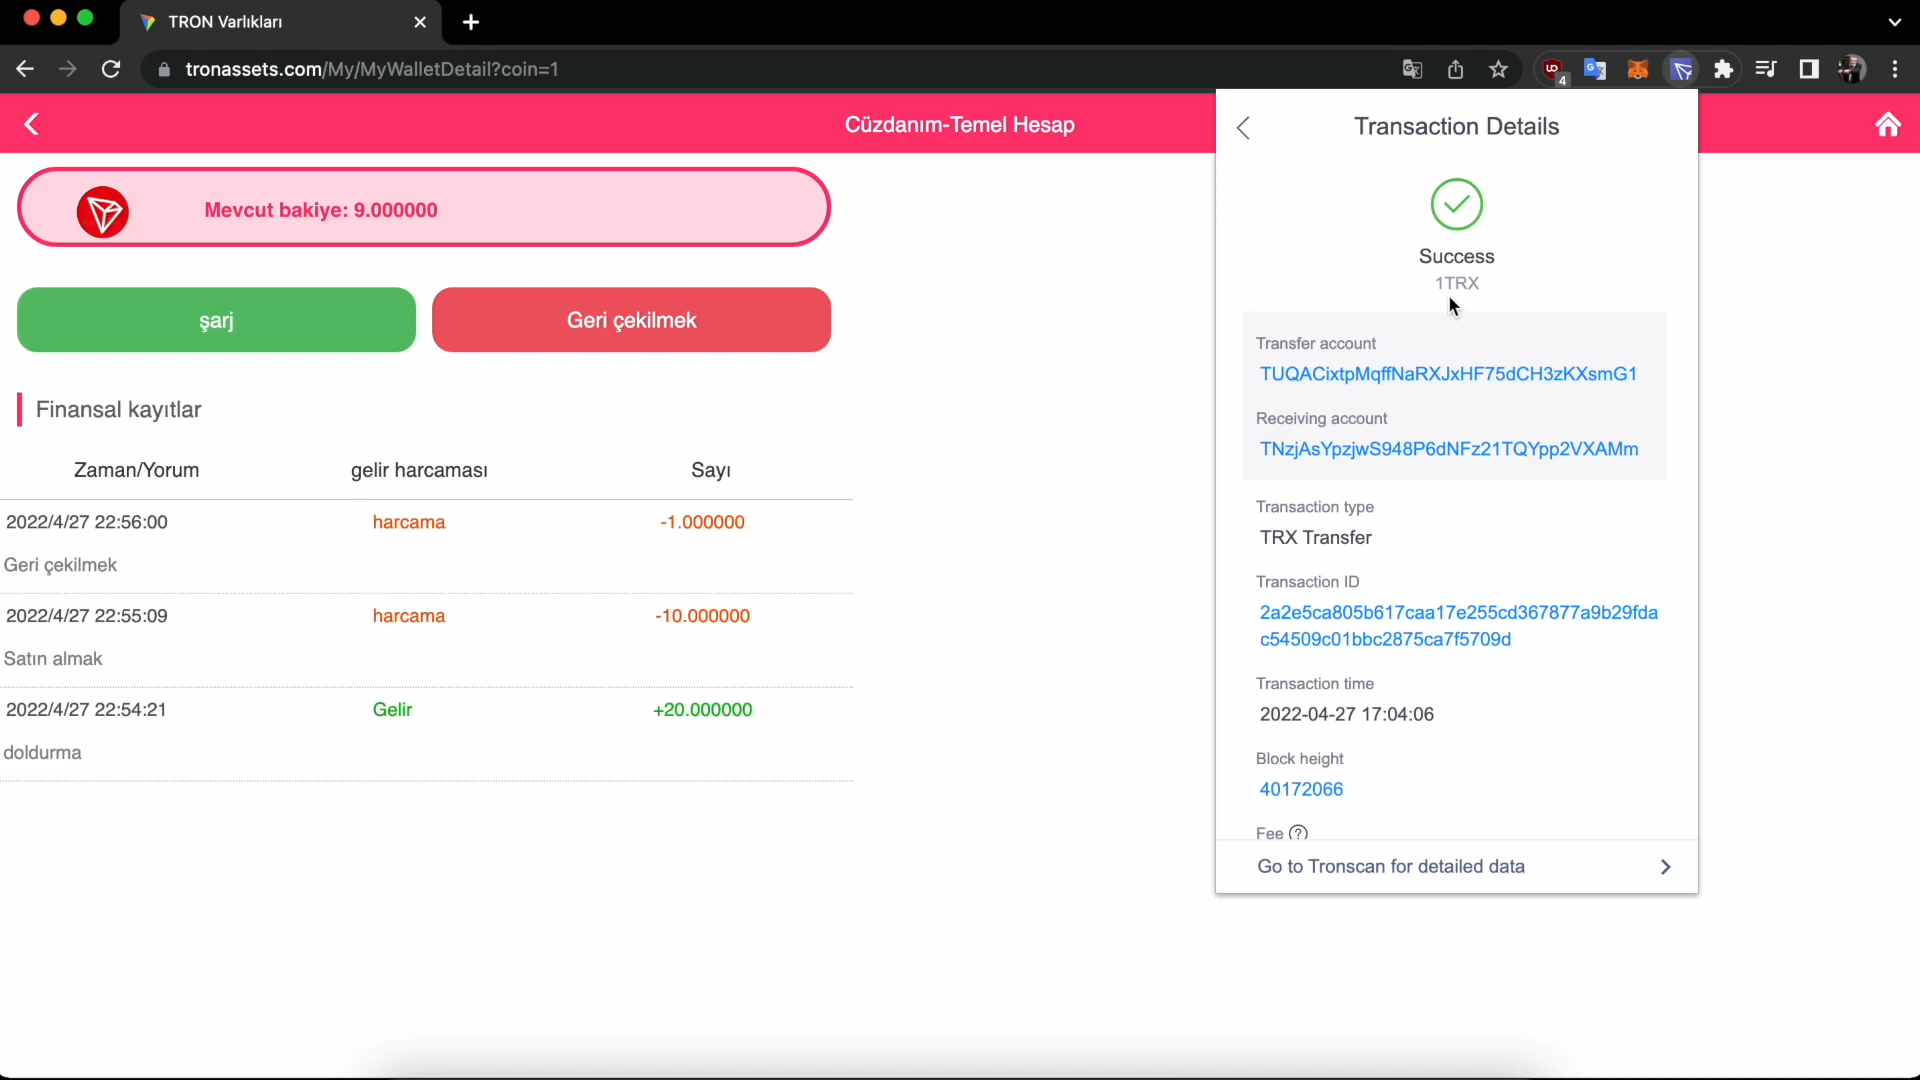 TRON Varlıkları
tronassets.com/My/MyWalletDetail?coin=1
4
Cüzdanım-Temel Hesap
Mevcut bakiye: 9.000000
şarj
Geri çekilmek
Finansal kayıtlar
Zaman/Yorum gelir harcaması Sayı
2022/4/27 22:56:00 harcama -1.000000
Geri çekilmek
2022/4/27 22:55:09 harcama -10.000000
Satın almak
2022/4/27 22:54:21 Gelir +20.000000
doldurma
Transaction Details
Success
1TRX
Transfer account
TUQACixtpMqffNaRXJxHF75dCH3zKXsmG1
Receiving account
TNzjAsYpzjwS948P6dNFz21TQYpp2VXAMm
Transaction type
TRX Transfer
Transaction ID
2a2e5ca805b617caa17e255cd367877a9b29fda
c54509c01bbc2875ca7f5709d
Transaction time
2022-04-27 17:04:06
Block height
40172066
Fee ?
Go to Tronscan for detailed data